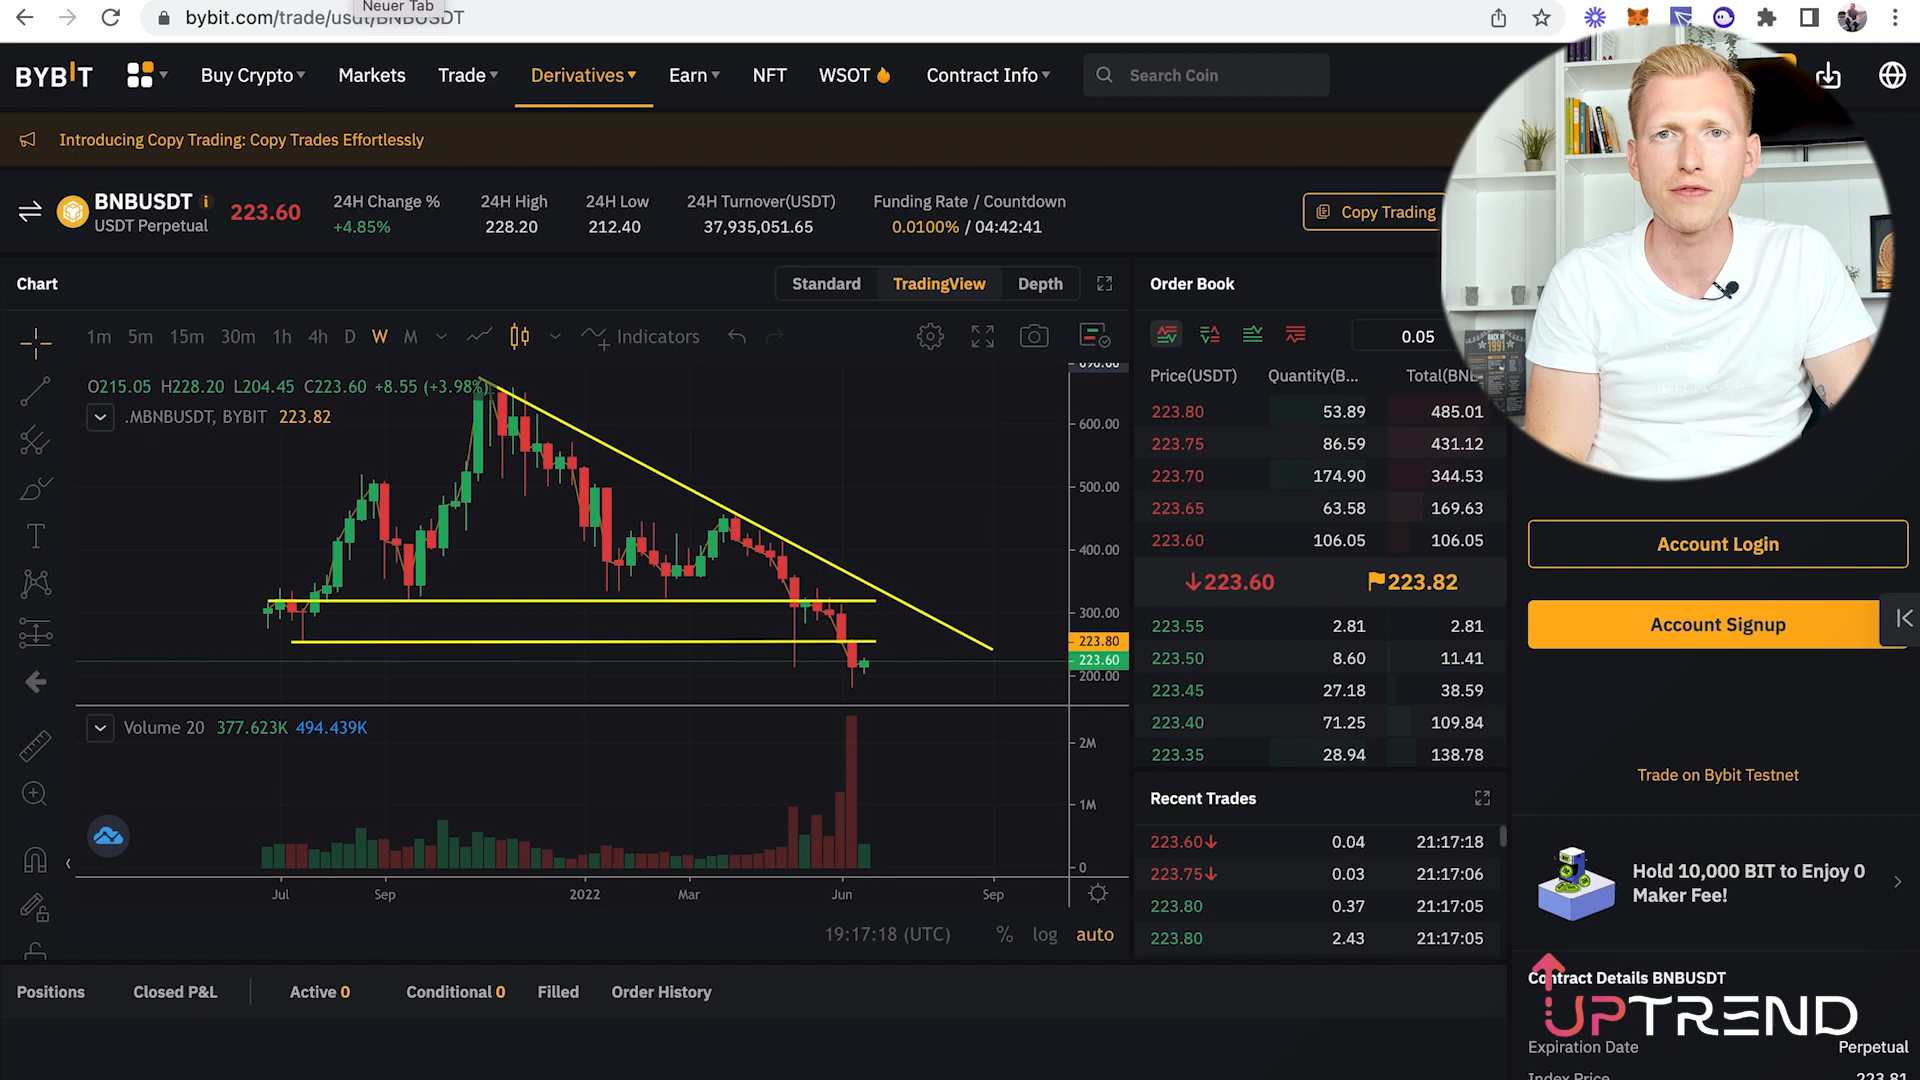 Neuer Tab
bybit.com/trade/usdt/BNBUSDT
BYBIT
Buy Crypto
Markets
Trade
Derivatives
Earn
NFT
WSOT
Contract Info
Search Coin
Introducing Copy Trading: Copy Trades Effortlessly
BNBUSDT
USDT Perpetual
223.60
24H Change %
+4.85%
24H High
228.20
24H Low
212.40
24H Turnover(USDT)
37,935,051.65
Funding Rate / Countdown
0.0100% / 04:42:41
Copy Trading
Chart
Standard
TradingView
Depth
1m 5m 15m 30m 1h 4h D W M
Indicators
O215.05 H228.20 L204.45 C223.60 +8.55 (+3.98%)
.MBNBUSDT, BYBIT 223.82
600.00
500.00
400.00
300.00
223.80
223.60
200.00
Volume 20 377.623K 494.439K
2M
1M
0
Jul Sep 2022 Mar Jun Sep
19:17:18 (UTC) % log auto
Order Book
0.05
Price(USDT) Quantity(B... Total(BN
223.80 53.89 485.01
223.75 86.59 431.12
223.70 174.90 344.53
223.65 63.58 169.63
223.60 106.05 106.05
223.60 223.82
223.55 2.81 2.81
223.50 8.60 11.41
223.45 27.18 38.59
223.40 71.25 109.84
223.35 28.94 138.78
Recent Trades
223.60 0.04 21:17:18
223.75 0.03 21:17:06
223.80 0.37 21:17:05
223.80 2.43 21:17:05
BACK IN
1991
Account Login
Account Signup
Trade on Bybit Testnet
Hold 10,000 BIT to Enjoy 0
Maker Fee!
Contract Details BNBUSDT
UPTREND
Expiration Date Perpetual
Index Price 223.81
Positions
Closed P&L
Active 0
Conditional 0
Filled
Order History